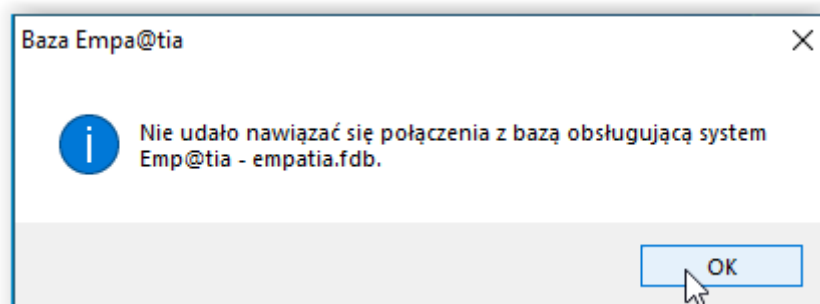 Baza Empa@tia
Nie udało nawiązać się połączenia z bazą obsługującą system
Emp@tia - empatia.fdb.
OK